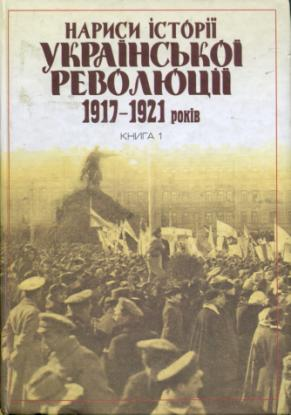 НАРИСИ ІСТОРІЇ
УКРАЇНСЬКОЇ
РЕВОЛЮЦІЇ
1917–1921 років
КНИГА 1